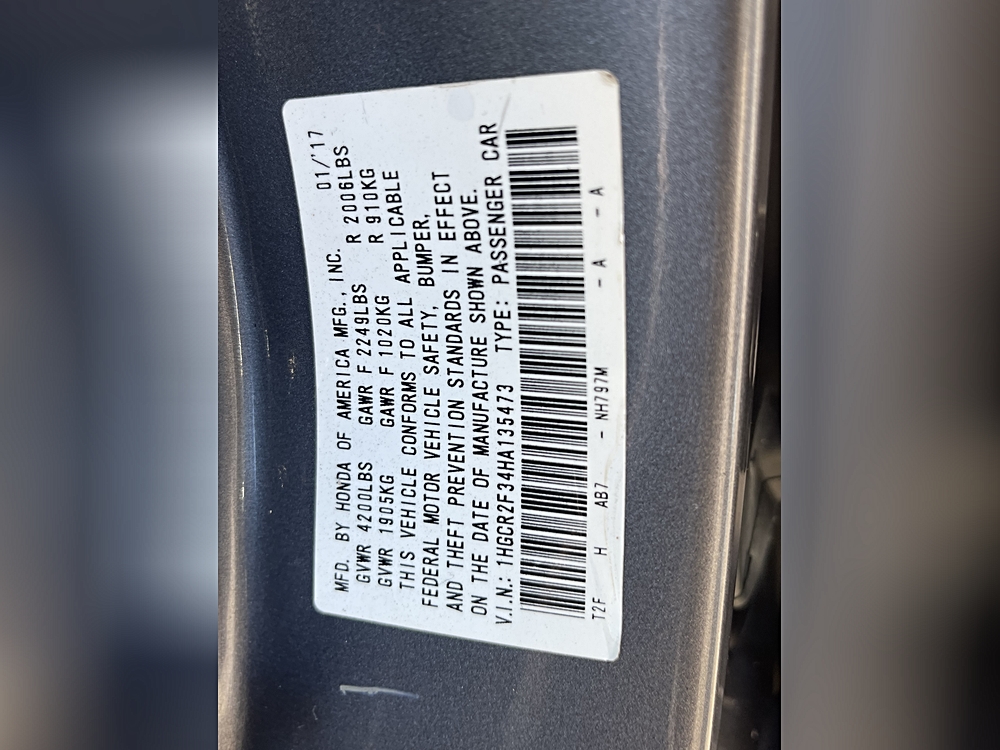 01/'17
MFD. BY HONDA OF AMERICA MFG., INC.
GVWR 4200LBS GAWR F 2249LBS R 2006LBS
GVWR 1905KG GAWR F 1020KG R 910KG
THIS VEHICLE CONFORMS TO ALL APPLICABLE
FEDERAL MOTOR VEHICLE SAFETY, BUMPER,
AND THEFT PREVENTION STANDARDS IN EFFECT
ON THE DATE OF MANUFACTURE SHOWN ABOVE.
V.I.N.: 1HGCR2F34HA135473 TYPE: PASSENGER CAR
T2F H AB7 - NH797M - A - A